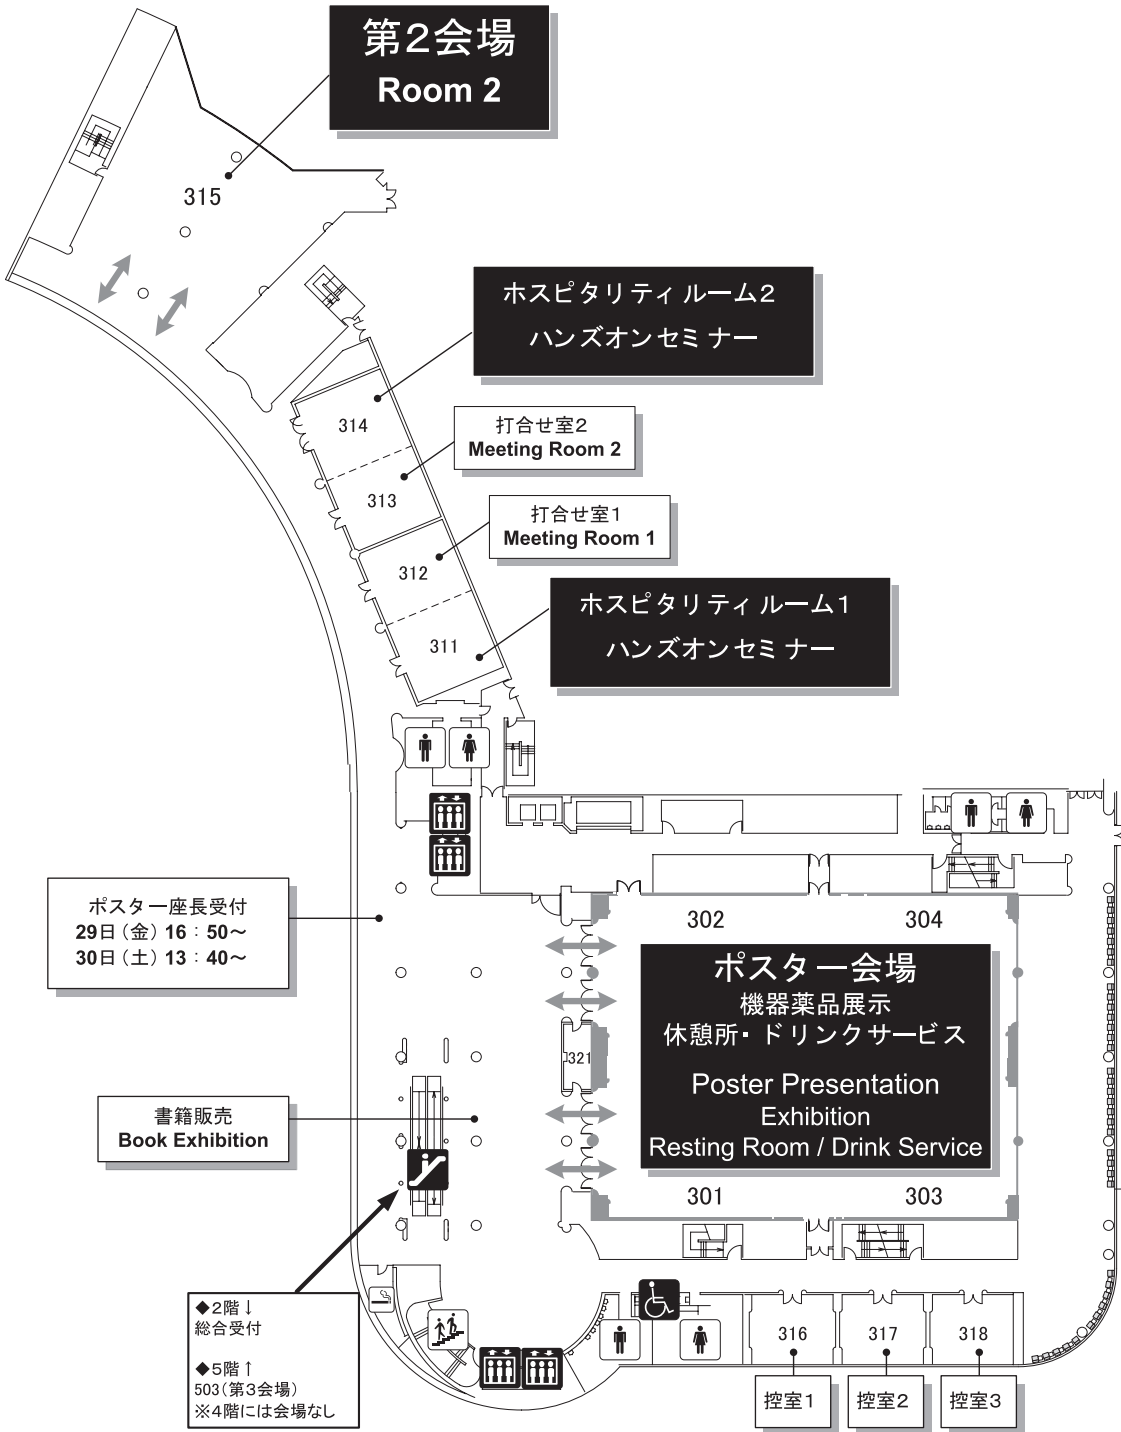 第2会場
Room 2
315
ホスピタリティルーム2
ハンズオンセミナー
314
打合せ室2
Meeting Room 2
313
打合せ室1
Meeting Room 1
312
ホスピタリティルーム1
ハンズオンセミナー
311
ポスター座長受付
29日(金)16:50～
30日(土)13:40～
302
304
ポスター会場
機器薬品展示
休憩所・ドリンクサービス
Poster Presentation
Exhibition
Resting Room / Drink Service
321
書籍販売
Book Exhibition
301
303
◆2階↓
総合受付
◆5階↑
503(第3会場)
※4階には会場なし
316
317
318
控室1
控室2
控室3